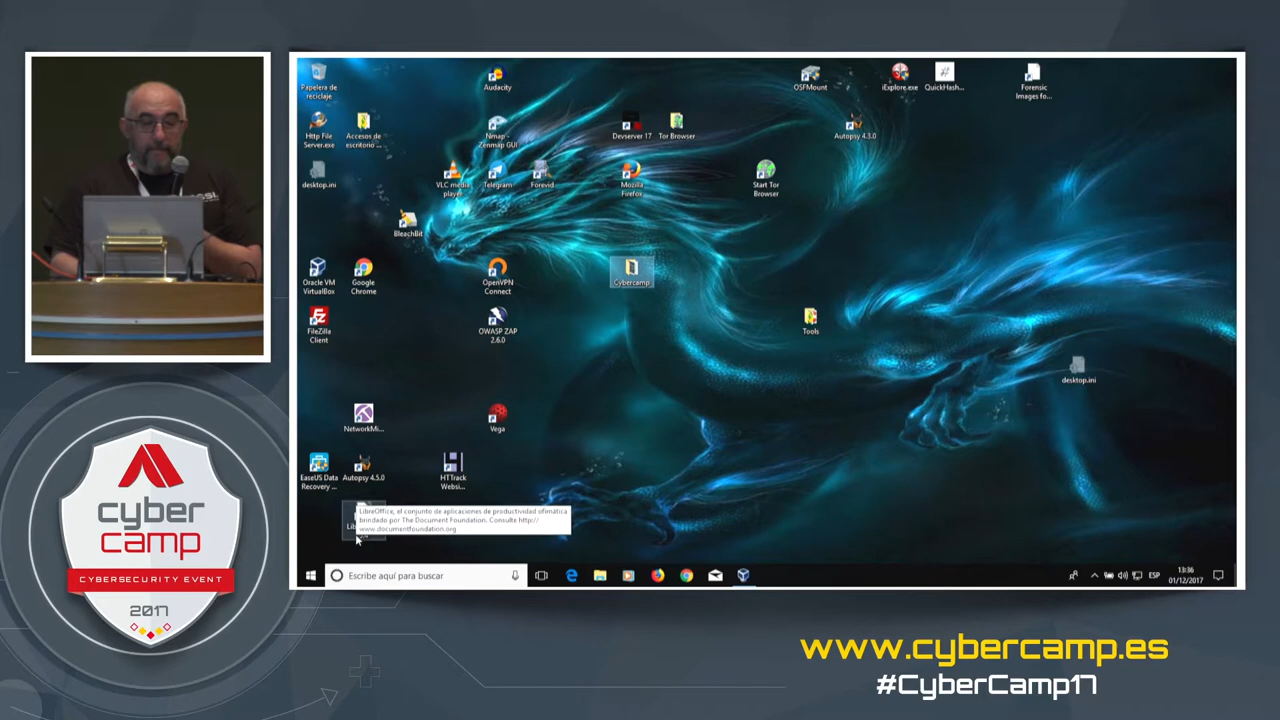 Papelera de
reciclaje
Audacity
OSFMount
iExplore.exe
QuickHash...
Forensic
Images fo...
Http File
Server.exe
Accesos de
escritorio ...
Nmap -
Zenmap GUI
Devserver 17
Tor Browser
Autopsy 4.3.0
desktop.ini
VLC media
player
Telegram
Forevid
Mozilla
Firefox
Start Tor
Browser
BleachBit
Oracle VM
VirtualBox
Google
Chrome
OpenVPN
Connect
Cybercamp
FileZilla
Client
OWASP ZAP
2.6.0
Tools
desktop.ini
NetworkMi...
Vega
EaseUS Data
Recovery ...
Autopsy 4.5.0
HTTrack
Websi...
LibreOffice, el conjunto de aplicaciones de productividad ofimática
brindado por The Document Foundation. Consulte http://
www.documentfoundation.org
Escribe aquí para buscar
ESP
13:36
01/12/2017
cyber
camp
CYBERSECURITY EVENT
2017
www.cybercamp.es
#CyberCamp17